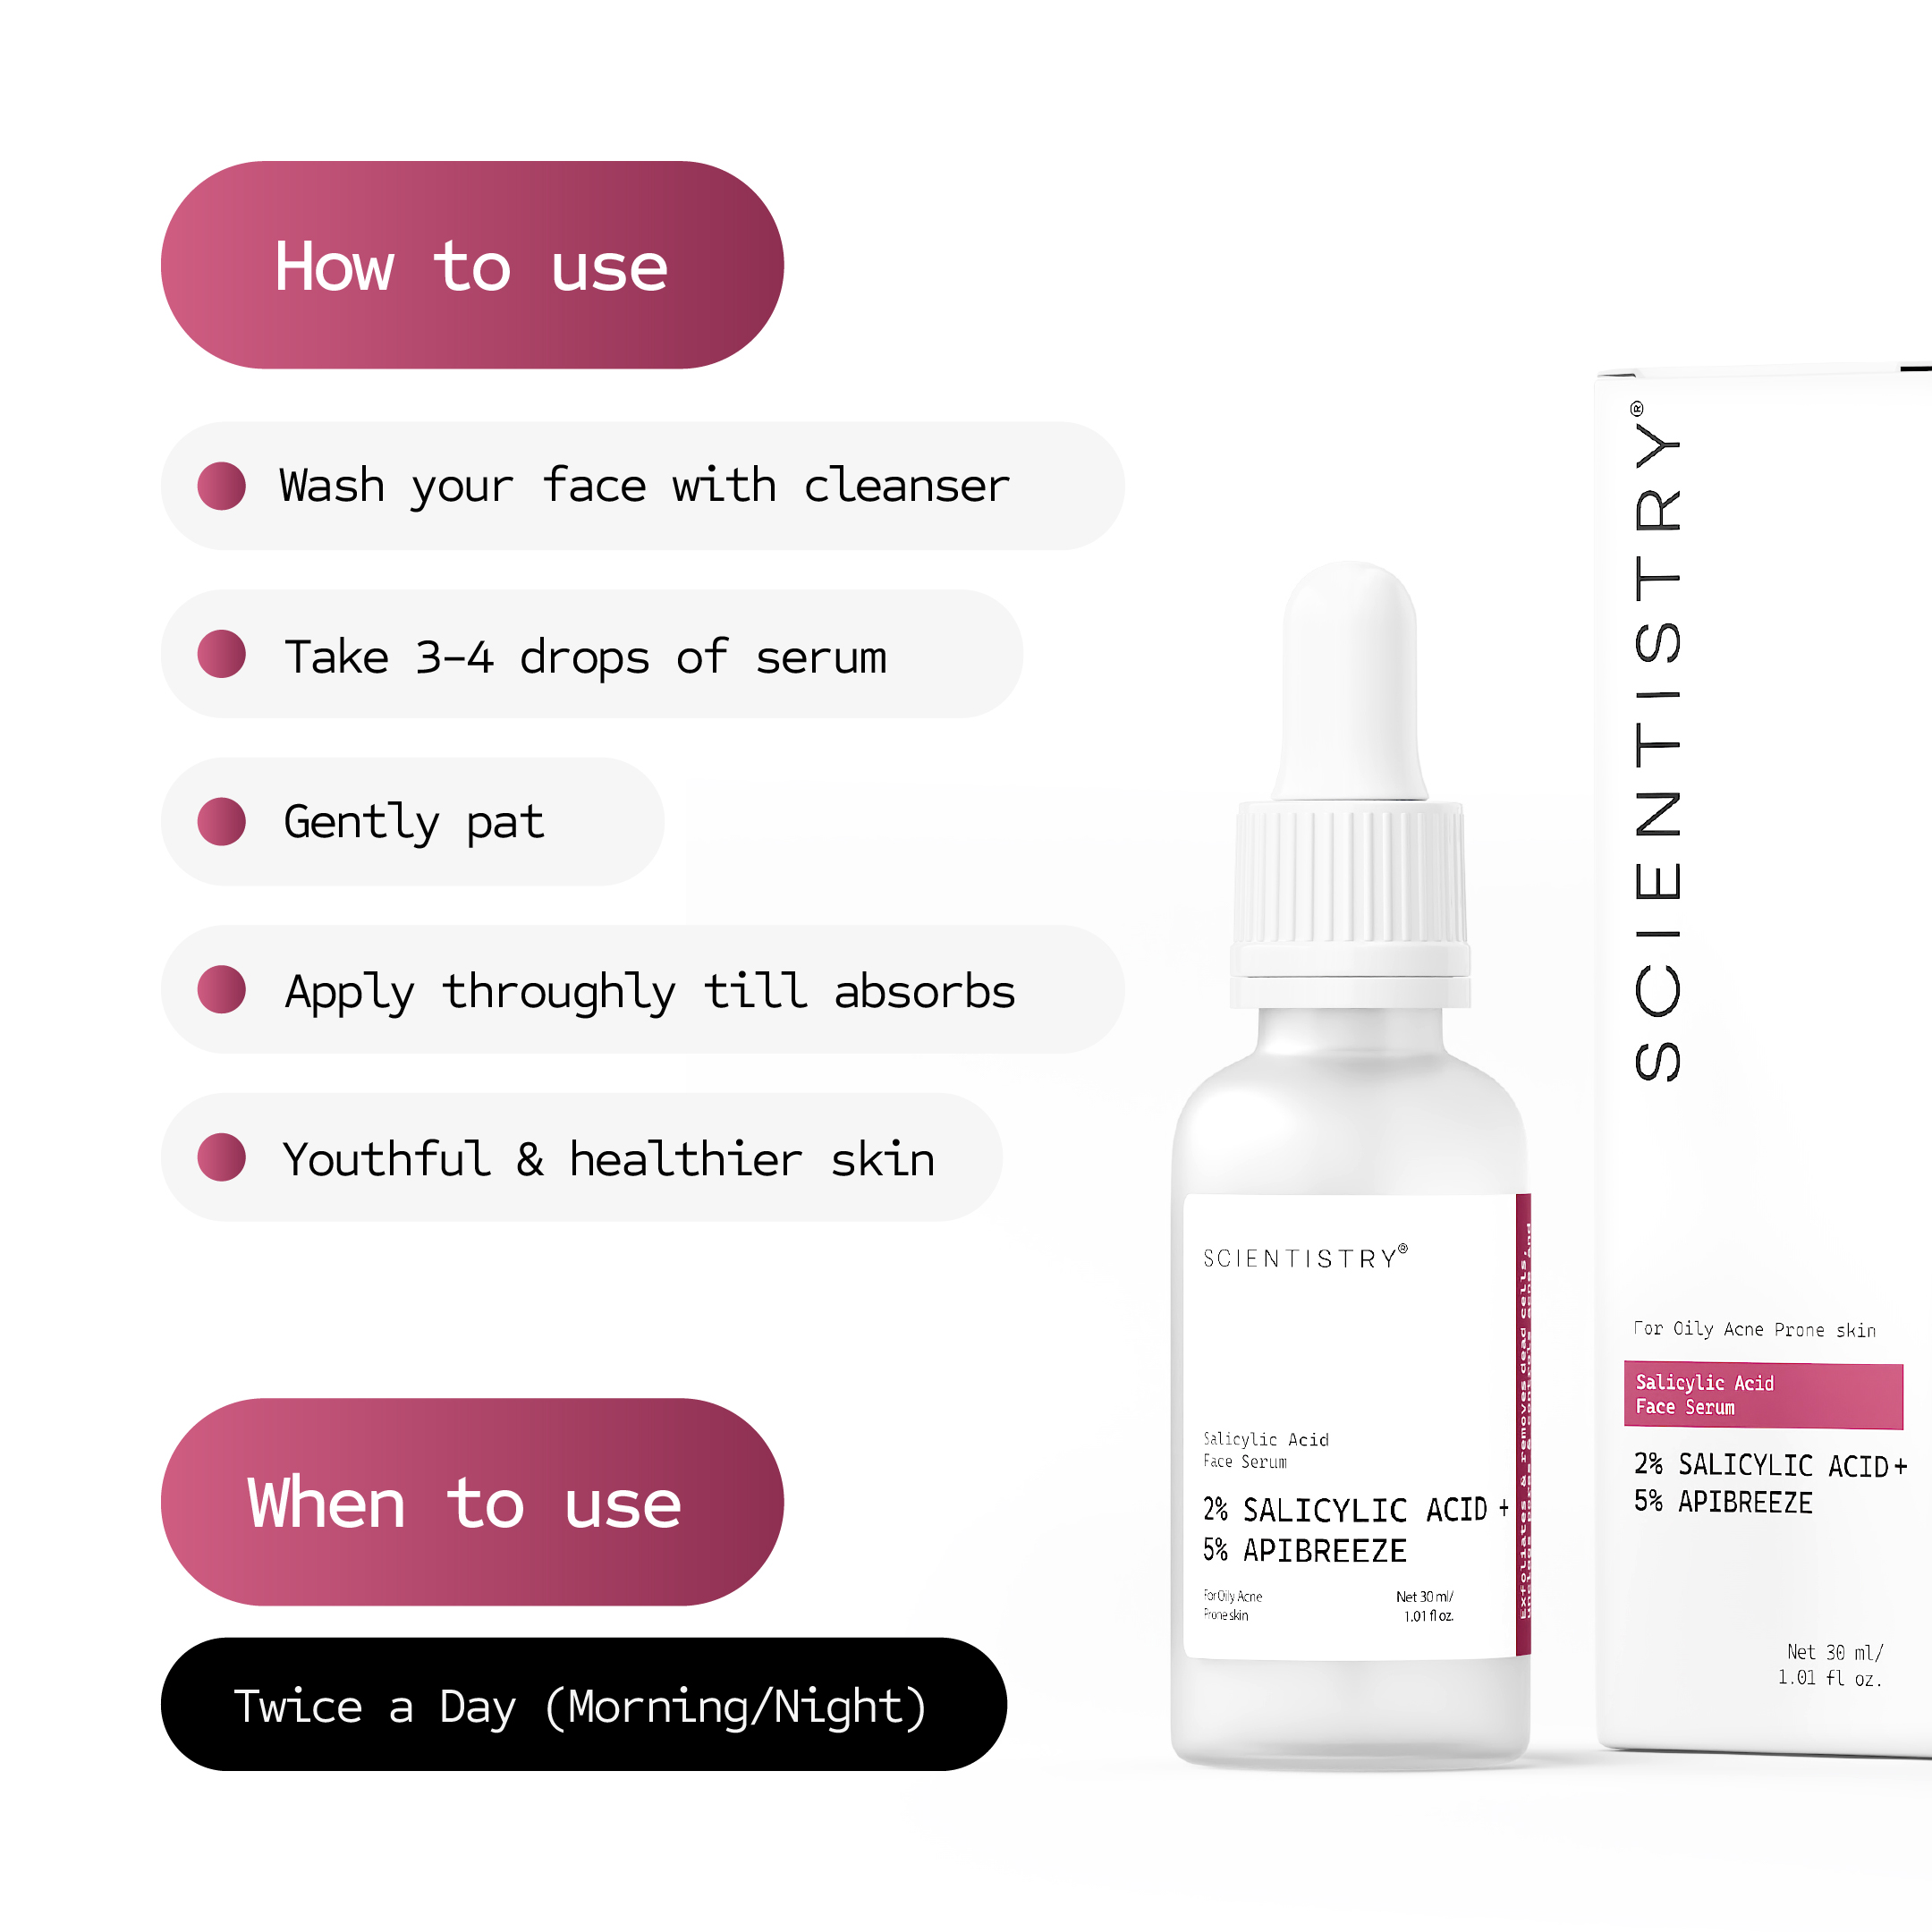 How to use
Wash your face with cleanser
Take 3-4 drops of serum
Gently pat
Apply throughly till absorbs
Youthful & healthier skin
When to use
Twice a Day (Morning/Night)
SCIENTISTRY®
Salicylic Acid
Face Serum
2% SALICYLIC ACID +
5% APIBREEZE
For Oily Acne
Prone skin
Net 30 ml/
1.01 fl oz.
Exfoliates & removes dead cells,
SCIENTISTRY®
For Oily Acne Prone skin
Salicylic Acid
Face Serum
2% SALICYLIC ACID+
5% APIBREEZE
Net 30 ml/
1.01 fl oz.